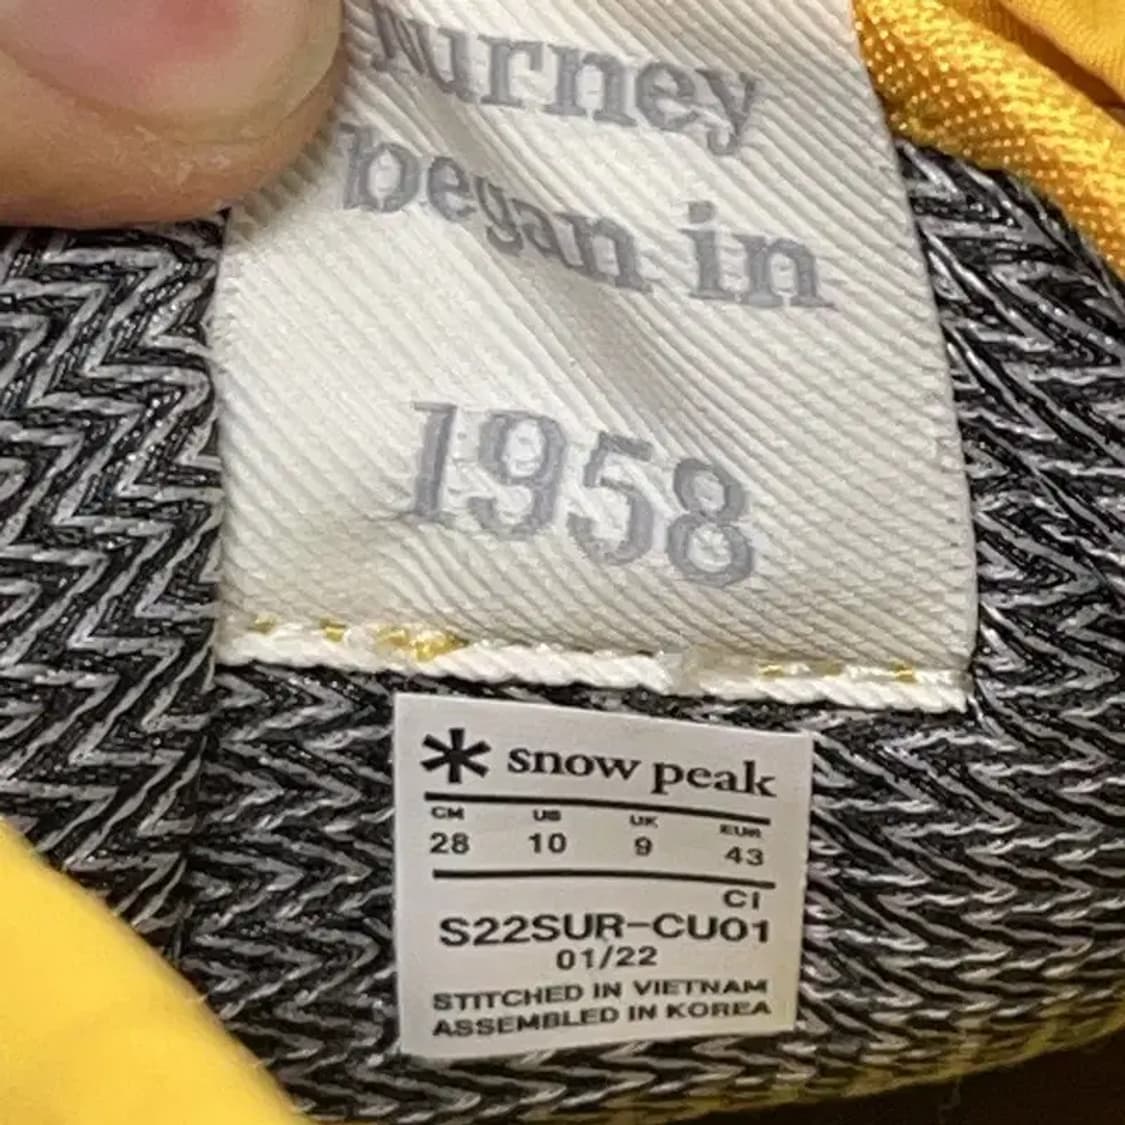 began in
1958
snow peak
CM US UK EUR
28 10 9 43
CI
S22SUR-CU01
01/22
STITCHED IN VIETNAM
ASSEMBLED IN KOREA